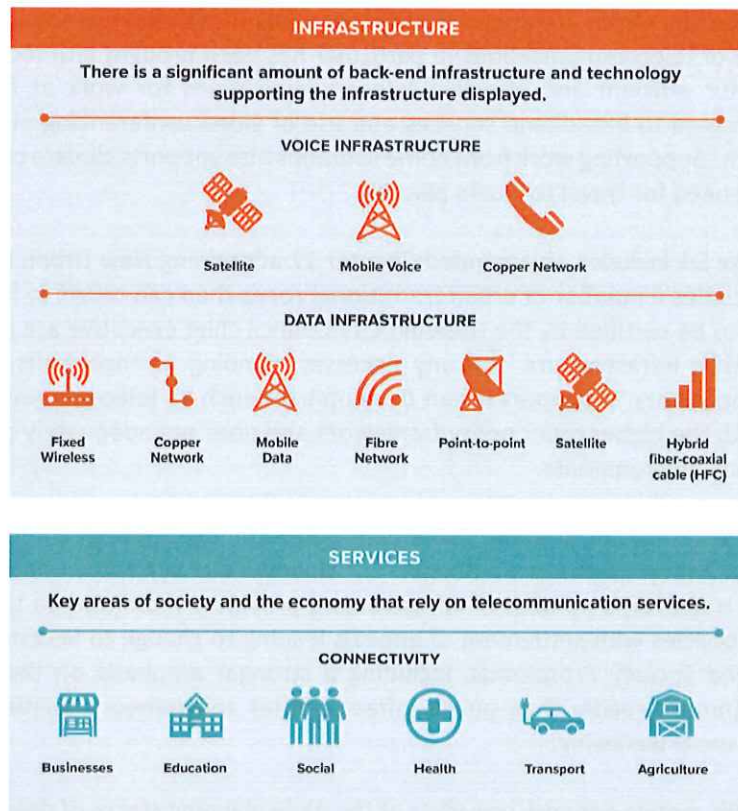 INFRASTRUCTURE
There is a significant amount of back-end infrastructure and technology
supporting the infrastructure displayed.
VOICE INFRASTRUCTURE
Satellite
Mobile Voice
Copper Network
DATA INFRASTRUCTURE
Fixed
Wireless
Copper
Network
Mobile
Data
Fibre
Network
Point-to-point
Satellite
Hybrid
fiber-coaxial
cable (HFC)
SERVICES
Key areas of society and the economy that rely on telecommunication services.
CONNECTIVITY
Businesses
Education
Social
Health
Transport
Agriculture